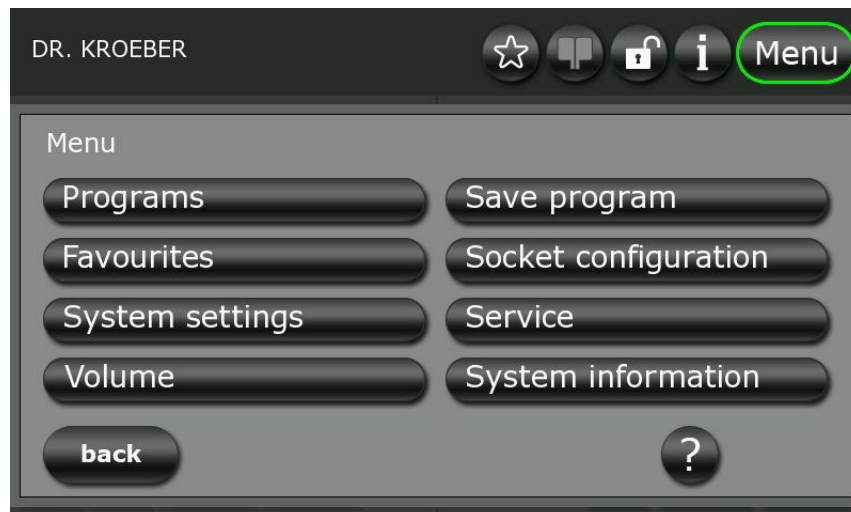 DR. KROEBER
i
Menu
Menu
Programs
Save program
Favourites
Socket configuration
System settings
Service
Volume
System information
back
?